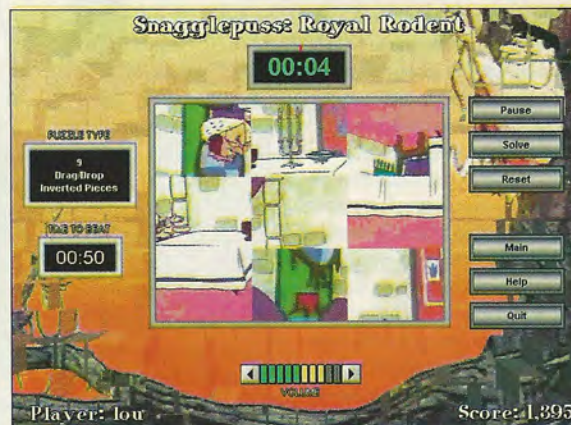 Snagglepuss: Royal Rodent
00:04
PUZZLE TYPE
9
Drag/Drop
Inverted Pieces
TIME TO BEAT
00:50
Pause
Solve
Reset
Main
Help
Quit
VOLUME
Player: lou
Score: 1,395